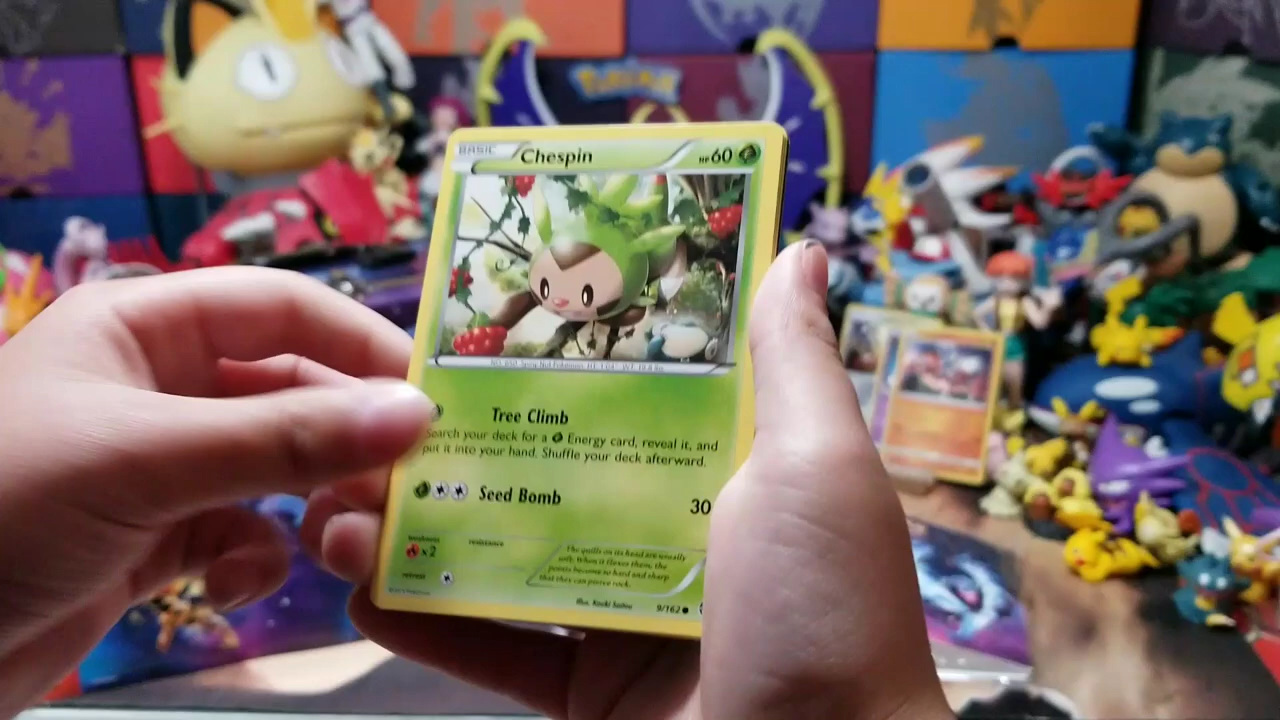 Pokémon
BASIC Chespin HP 60
Tree Climb
Search your deck for a Energy card, reveal it, and
put it into your hand. Shuffle your deck afterward.
Seed Bomb 30
weakness resistance
×2
retreat
The quills on its head are usually
soft. When it flexes them, the
points become so hard and sharp
that they can pierce rock.
Illus. Kouki Saitou 9/162